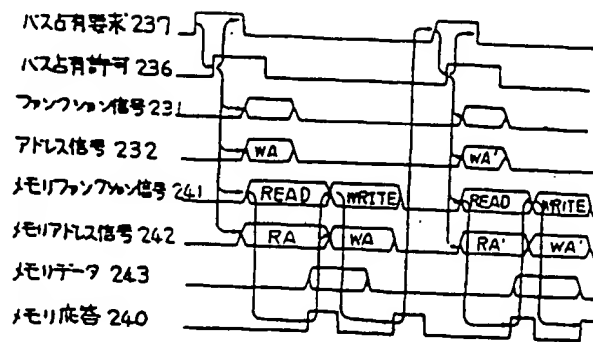 バス占有要求 237
バス占有許可 236
ファンクション信号 231
アドレス信号 232
WA WA'
メモリファンクション信号 241
READ WRITE READ WRITE
メモリアドレス信号 242
RA WA RA' WA'
メモリデータ 243
メモリ応答 240